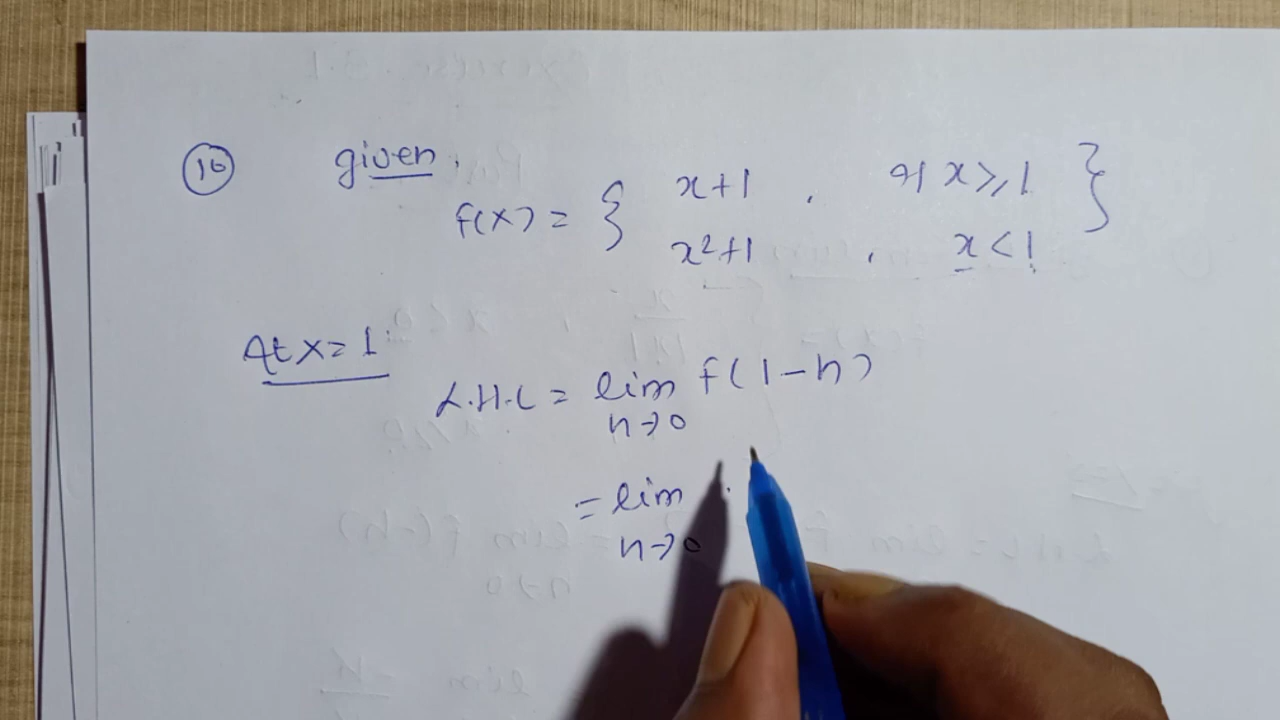 10 given,
f(x) = { x+1 , if x≥1 }
x²+1 , x<1
At x=1
L.H.L = lim f(1-h)
h→0
= lim
h→0